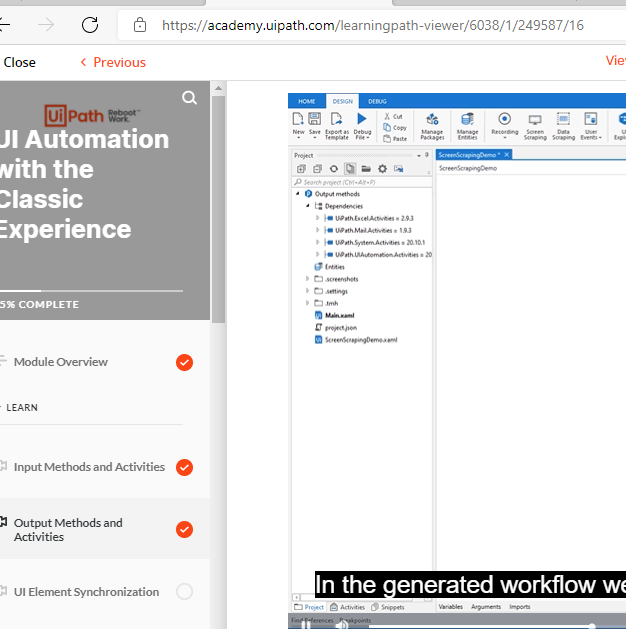 https://academy.uipath.com/learningpath-viewer/6038/1/249587/16
Close
< Previous
Vie
UiPath Reboot Work.
UI Automation
with the
Classic
Experience
5% COMPLETE
Module Overview
LEARN
Input Methods and Activities
Output Methods and
Activities
UI Element Synchronization
HOME DESIGN DEBUG
New Save Export as Template Debug File Cut Copy Paste Manage Packages Manage Entities Recording Screen Scraping Data Scraping User Events
Project
ScreenScrapingDemo *
ScreenScrapingDemo
Search project (Ctrl+Alt+P)
Output methods
Dependencies
UiPath.Excel.Activities = 2.9.3
UiPath.Mail.Activities = 1.9.3
UiPath.System.Activities = 20.10.1
UiPath.UIAutomation.Activities = 20
Entities
.screenshots
.settings
.tmh
Main.xaml
project.json
ScreenScrapingDemo.xaml
In the generated workflow we
Project Activities Snippets
Variables Arguments Imports
Find References Breakpoints